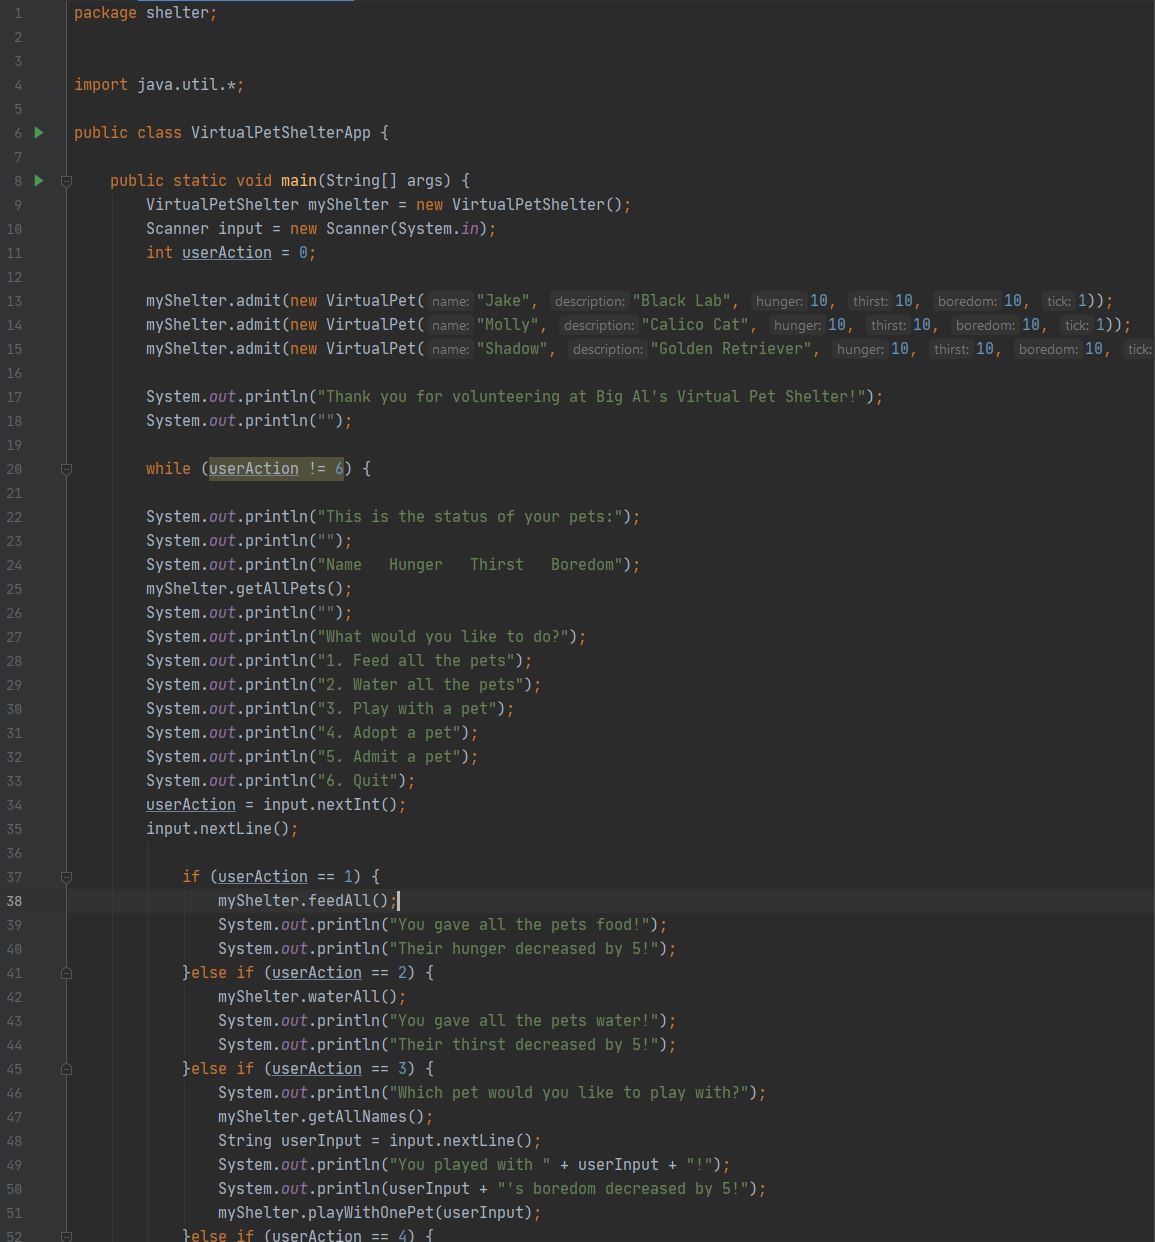 1 package shelter;
2
3
4 import java.util.*;
5
6 public class VirtualPetShelterApp {
7
8 public static void main(String[] args) {
9 VirtualPetShelter myShelter = new VirtualPetShelter();
10 Scanner input = new Scanner(System.in);
11 int userAction = 0;
12
13 myShelter.admit(new VirtualPet( name: "Jake", description: "Black Lab", hunger: 10, thirst: 10, boredom: 10, tick: 1));
14 myShelter.admit(new VirtualPet( name: "Molly", description: "Calico Cat", hunger: 10, thirst: 10, boredom: 10, tick: 1));
15 myShelter.admit(new VirtualPet( name: "Shadow", description: "Golden Retriever", hunger: 10, thirst: 10, boredom: 10, tick:
16
17 System.out.println("Thank you for volunteering at Big Al's Virtual Pet Shelter!");
18 System.out.println("");
19
20 while (userAction != 6) {
21
22 System.out.println("This is the status of your pets:");
23 System.out.println("");
24 System.out.println("Name   Hunger   Thirst   Boredom");
25 myShelter.getAllPets();
26 System.out.println("");
27 System.out.println("What would you like to do?");
28 System.out.println("1. Feed all the pets");
29 System.out.println("2. Water all the pets");
30 System.out.println("3. Play with a pet");
31 System.out.println("4. Adopt a pet");
32 System.out.println("5. Admit a pet");
33 System.out.println("6. Quit");
34 userAction = input.nextInt();
35 input.nextLine();
36
37 if (userAction == 1) {
38 myShelter.feedAll();
39 System.out.println("You gave all the pets food!");
40 System.out.println("Their hunger decreased by 5!");
41 }else if (userAction == 2) {
42 myShelter.waterAll();
43 System.out.println("You gave all the pets water!");
44 System.out.println("Their thirst decreased by 5!");
45 }else if (userAction == 3) {
46 System.out.println("Which pet would you like to play with?");
47 myShelter.getAllNames();
48 String userInput = input.nextLine();
49 System.out.println("You played with " + userInput + "!");
50 System.out.println(userInput + "'s boredom decreased by 5!");
51 myShelter.playWithOnePet(userInput);
52 }else if (userAction == 4) {